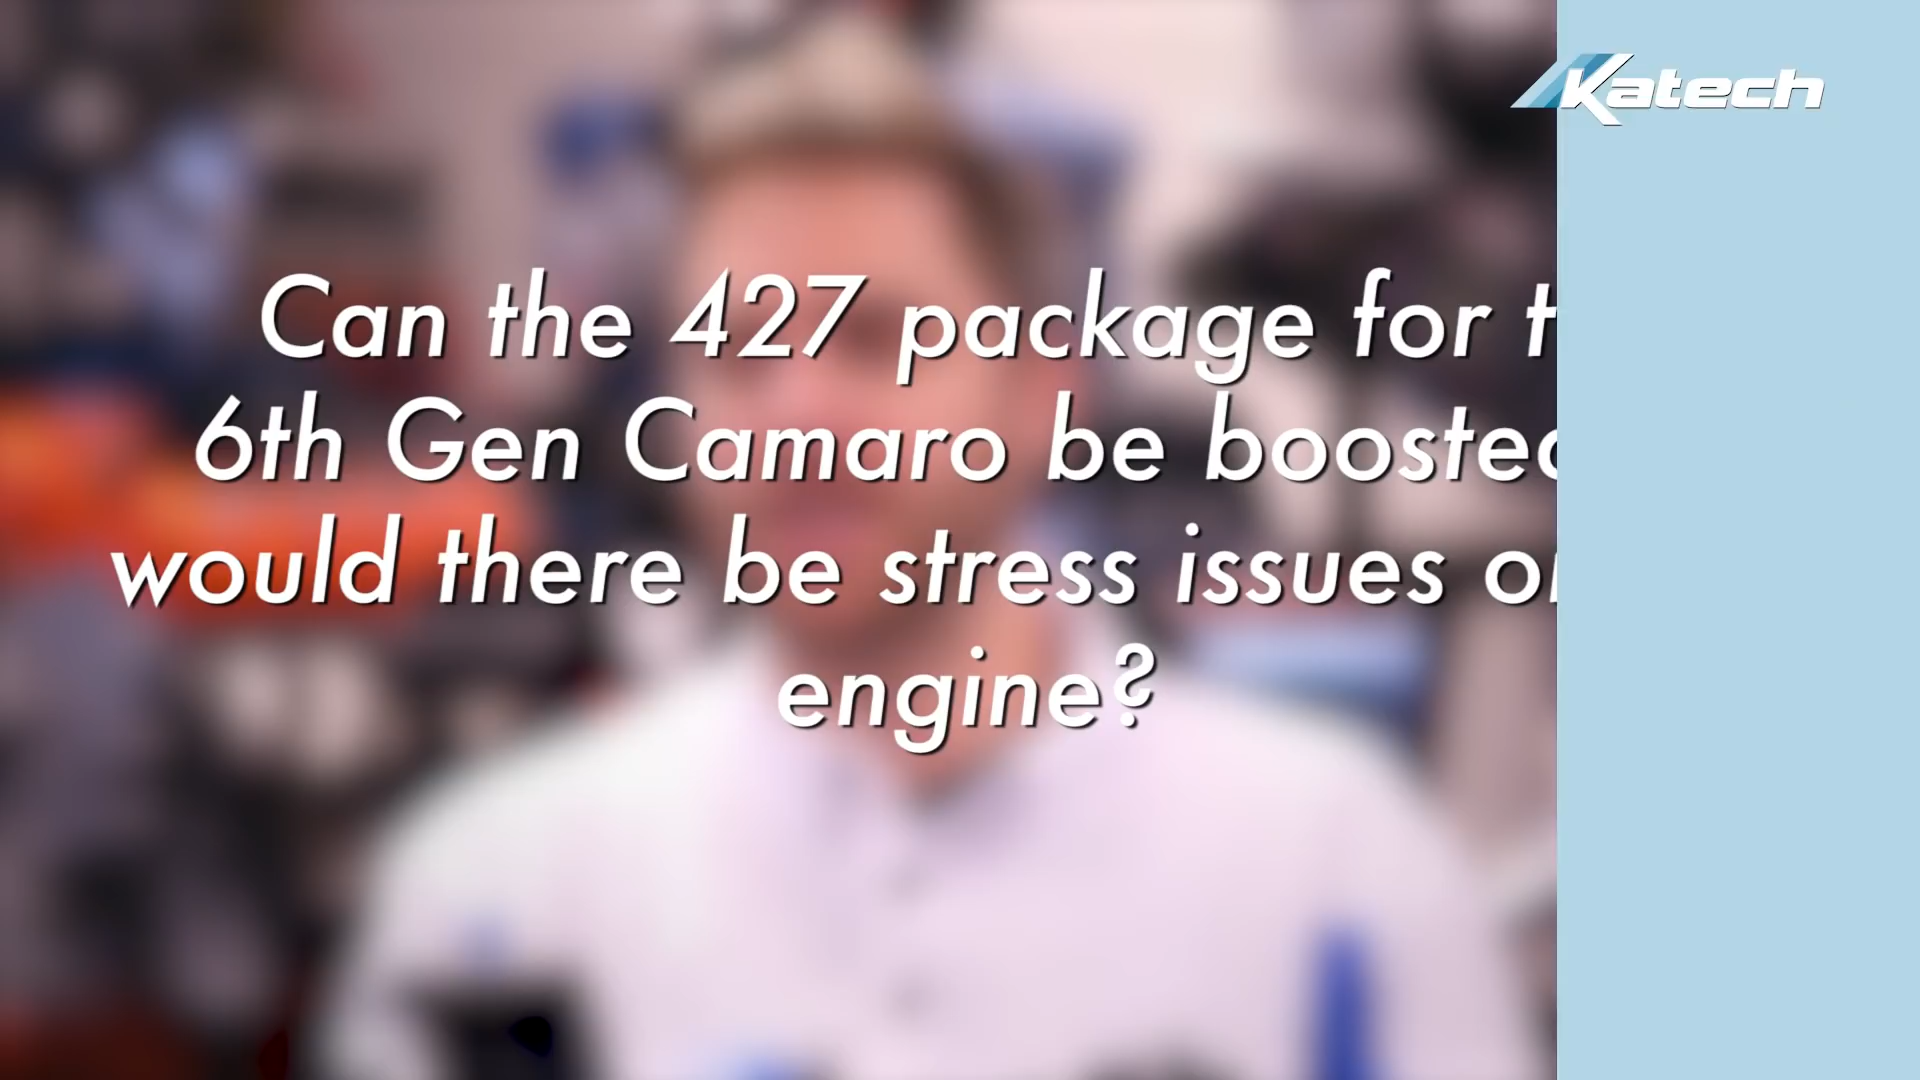 Katech
Can the 427 package for
6th Gen Camaro be
would there be stress issues
engine?